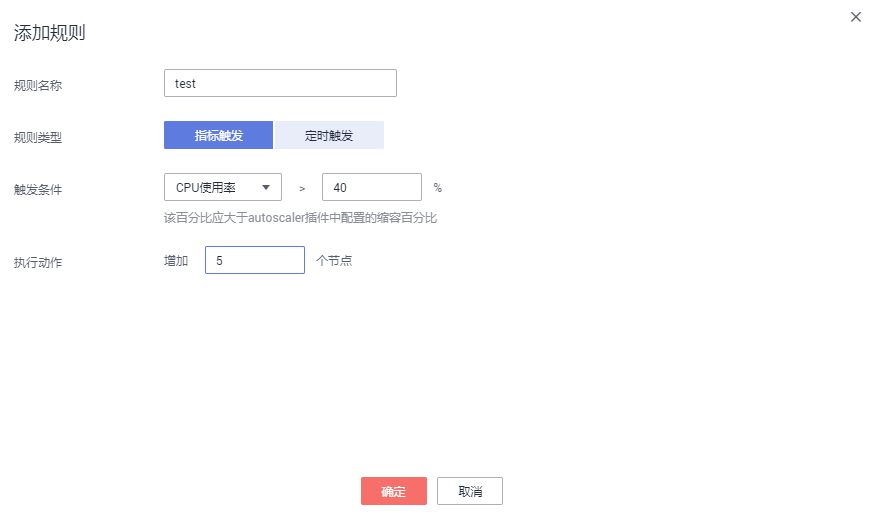 添加规则
规则名称 test
规则类型 指标触发 定时触发
触发条件 CPU使用率 > 40 %
该百分比应大于autoscaler插件中配置的缩容百分比
执行动作 增加 5 个节点
确定 取消